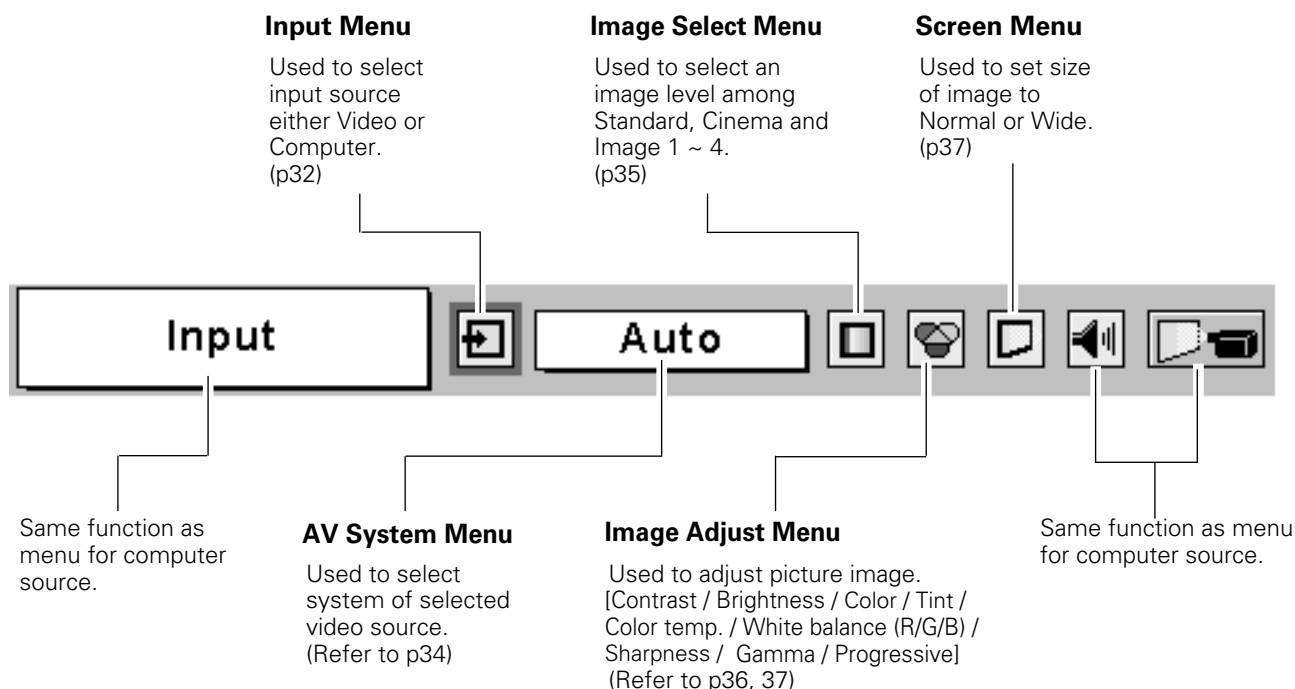 Input Menu
Used to select
input source
either Video or
Computer.
(p32)
Image Select Menu
Used to select an
image level among
Standard, Cinema and
Image 1 ~ 4.
(p35)
Screen Menu
Used to set size
of image to
Normal or Wide.
(p37)
Input
Auto
Same function as
menu for computer
source.
AV System Menu
Used to select
system of selected
video source.
(Refer to p34)
Image Adjust Menu
Used to adjust picture image.
[Contrast / Brightness / Color / Tint /
Color temp. / White balance (R/G/B) /
Sharpness / Gamma / Progressive]
(Refer to p36, 37)
Same function as menu
for computer source.